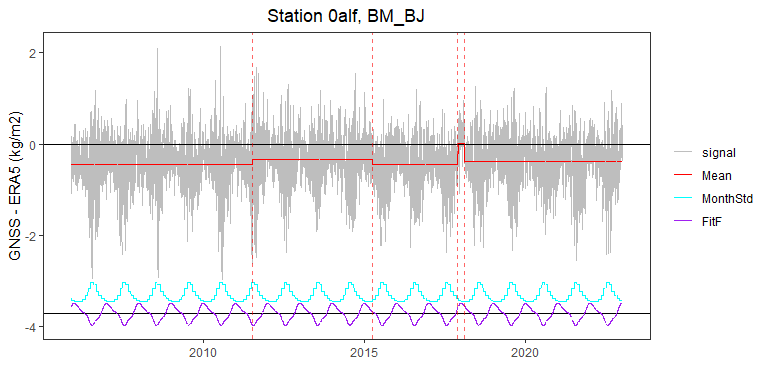 Station 0alf, BM_BJ
GNSS - ERA5 (kg/m2)
2
0
-2
-4
2010
2015
2020
signal
Mean
MonthStd
FitF